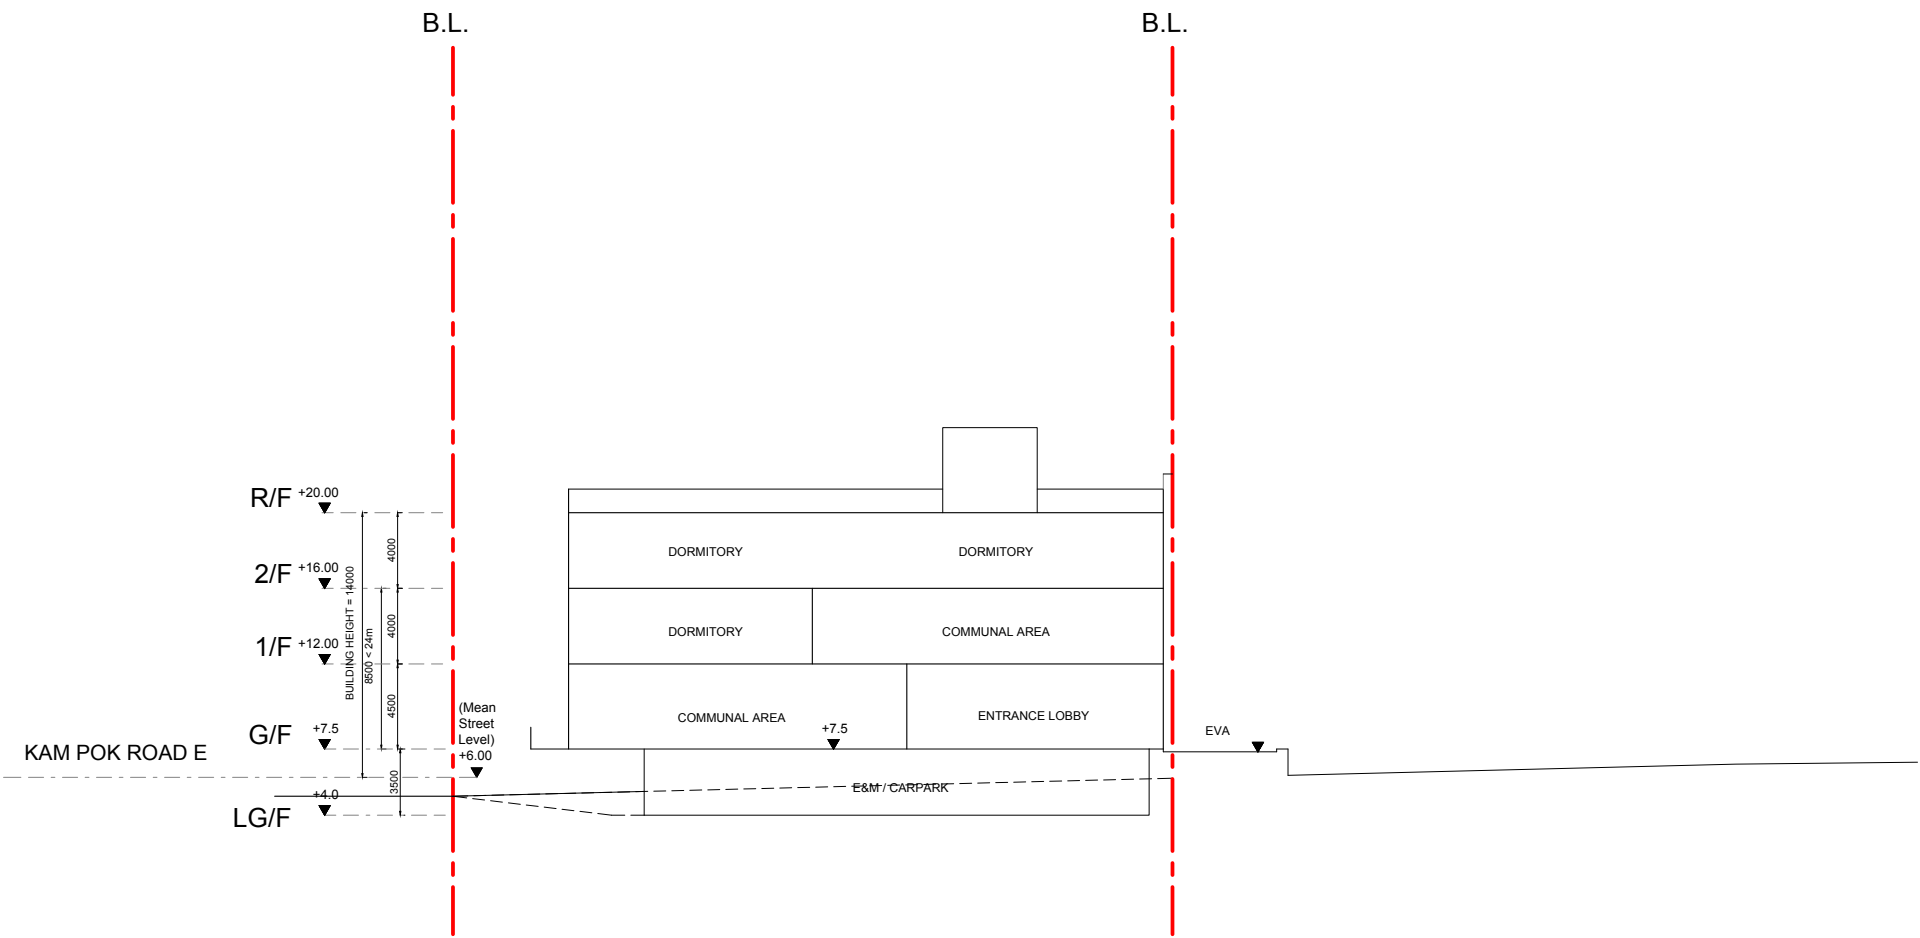 B.L.
B.L.
R/F +20.00
4000
DORMITORY
DORMITORY
2/F +16.00
BUILDING HEIGHT = 14000
8500 < 24m
4000
DORMITORY
COMMUNAL AREA
1/F +12.00
4500
(Mean
Street
Level)
+6.00
COMMUNAL AREA
+7.5
ENTRANCE LOBBY
EVA
G/F +7.5
KAM POK ROAD E
3500
E&M / CARPARK
+4.0
LG/F